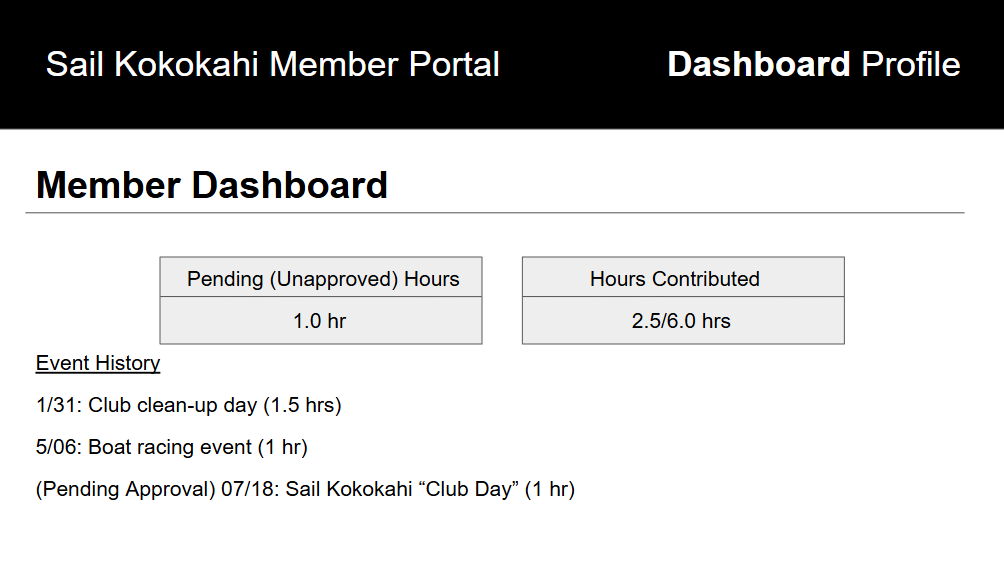 Sail Kokokahi Member Portal
Dashboard Profile
Member Dashboard
Pending (Unapproved) Hours
1.0 hr
Hours Contributed
2.5/6.0 hrs
Event History
1/31: Club clean-up day (1.5 hrs)
5/06: Boat racing event (1 hr)
(Pending Approval) 07/18: Sail Kokokahi “Club Day” (1 hr)